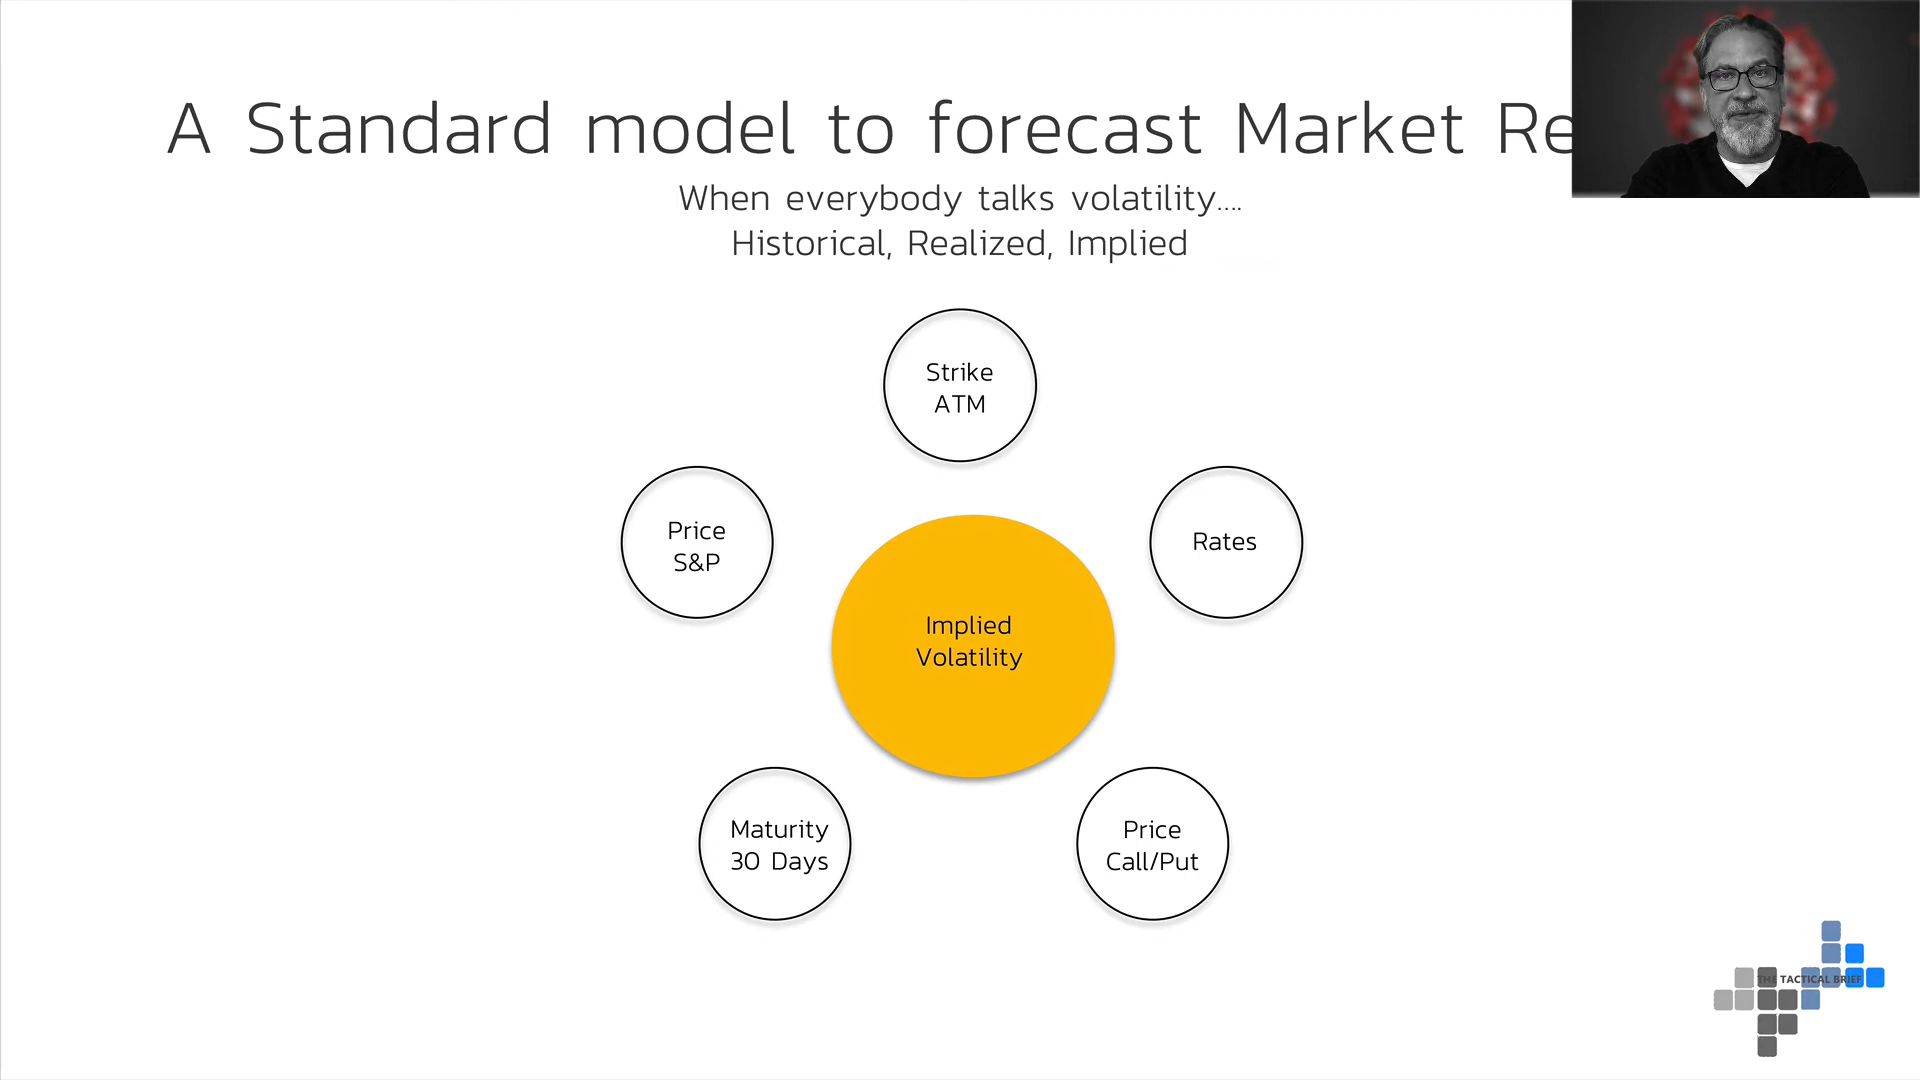 A Standard model to forecast Market Re
When everybody talks volatility....
Historical, Realized, Implied
Strike
ATM
Price
S&P
Rates
Implied
Volatility
Maturity
30 Days
Price
Call/Put
THE TACTICAL BRIEF